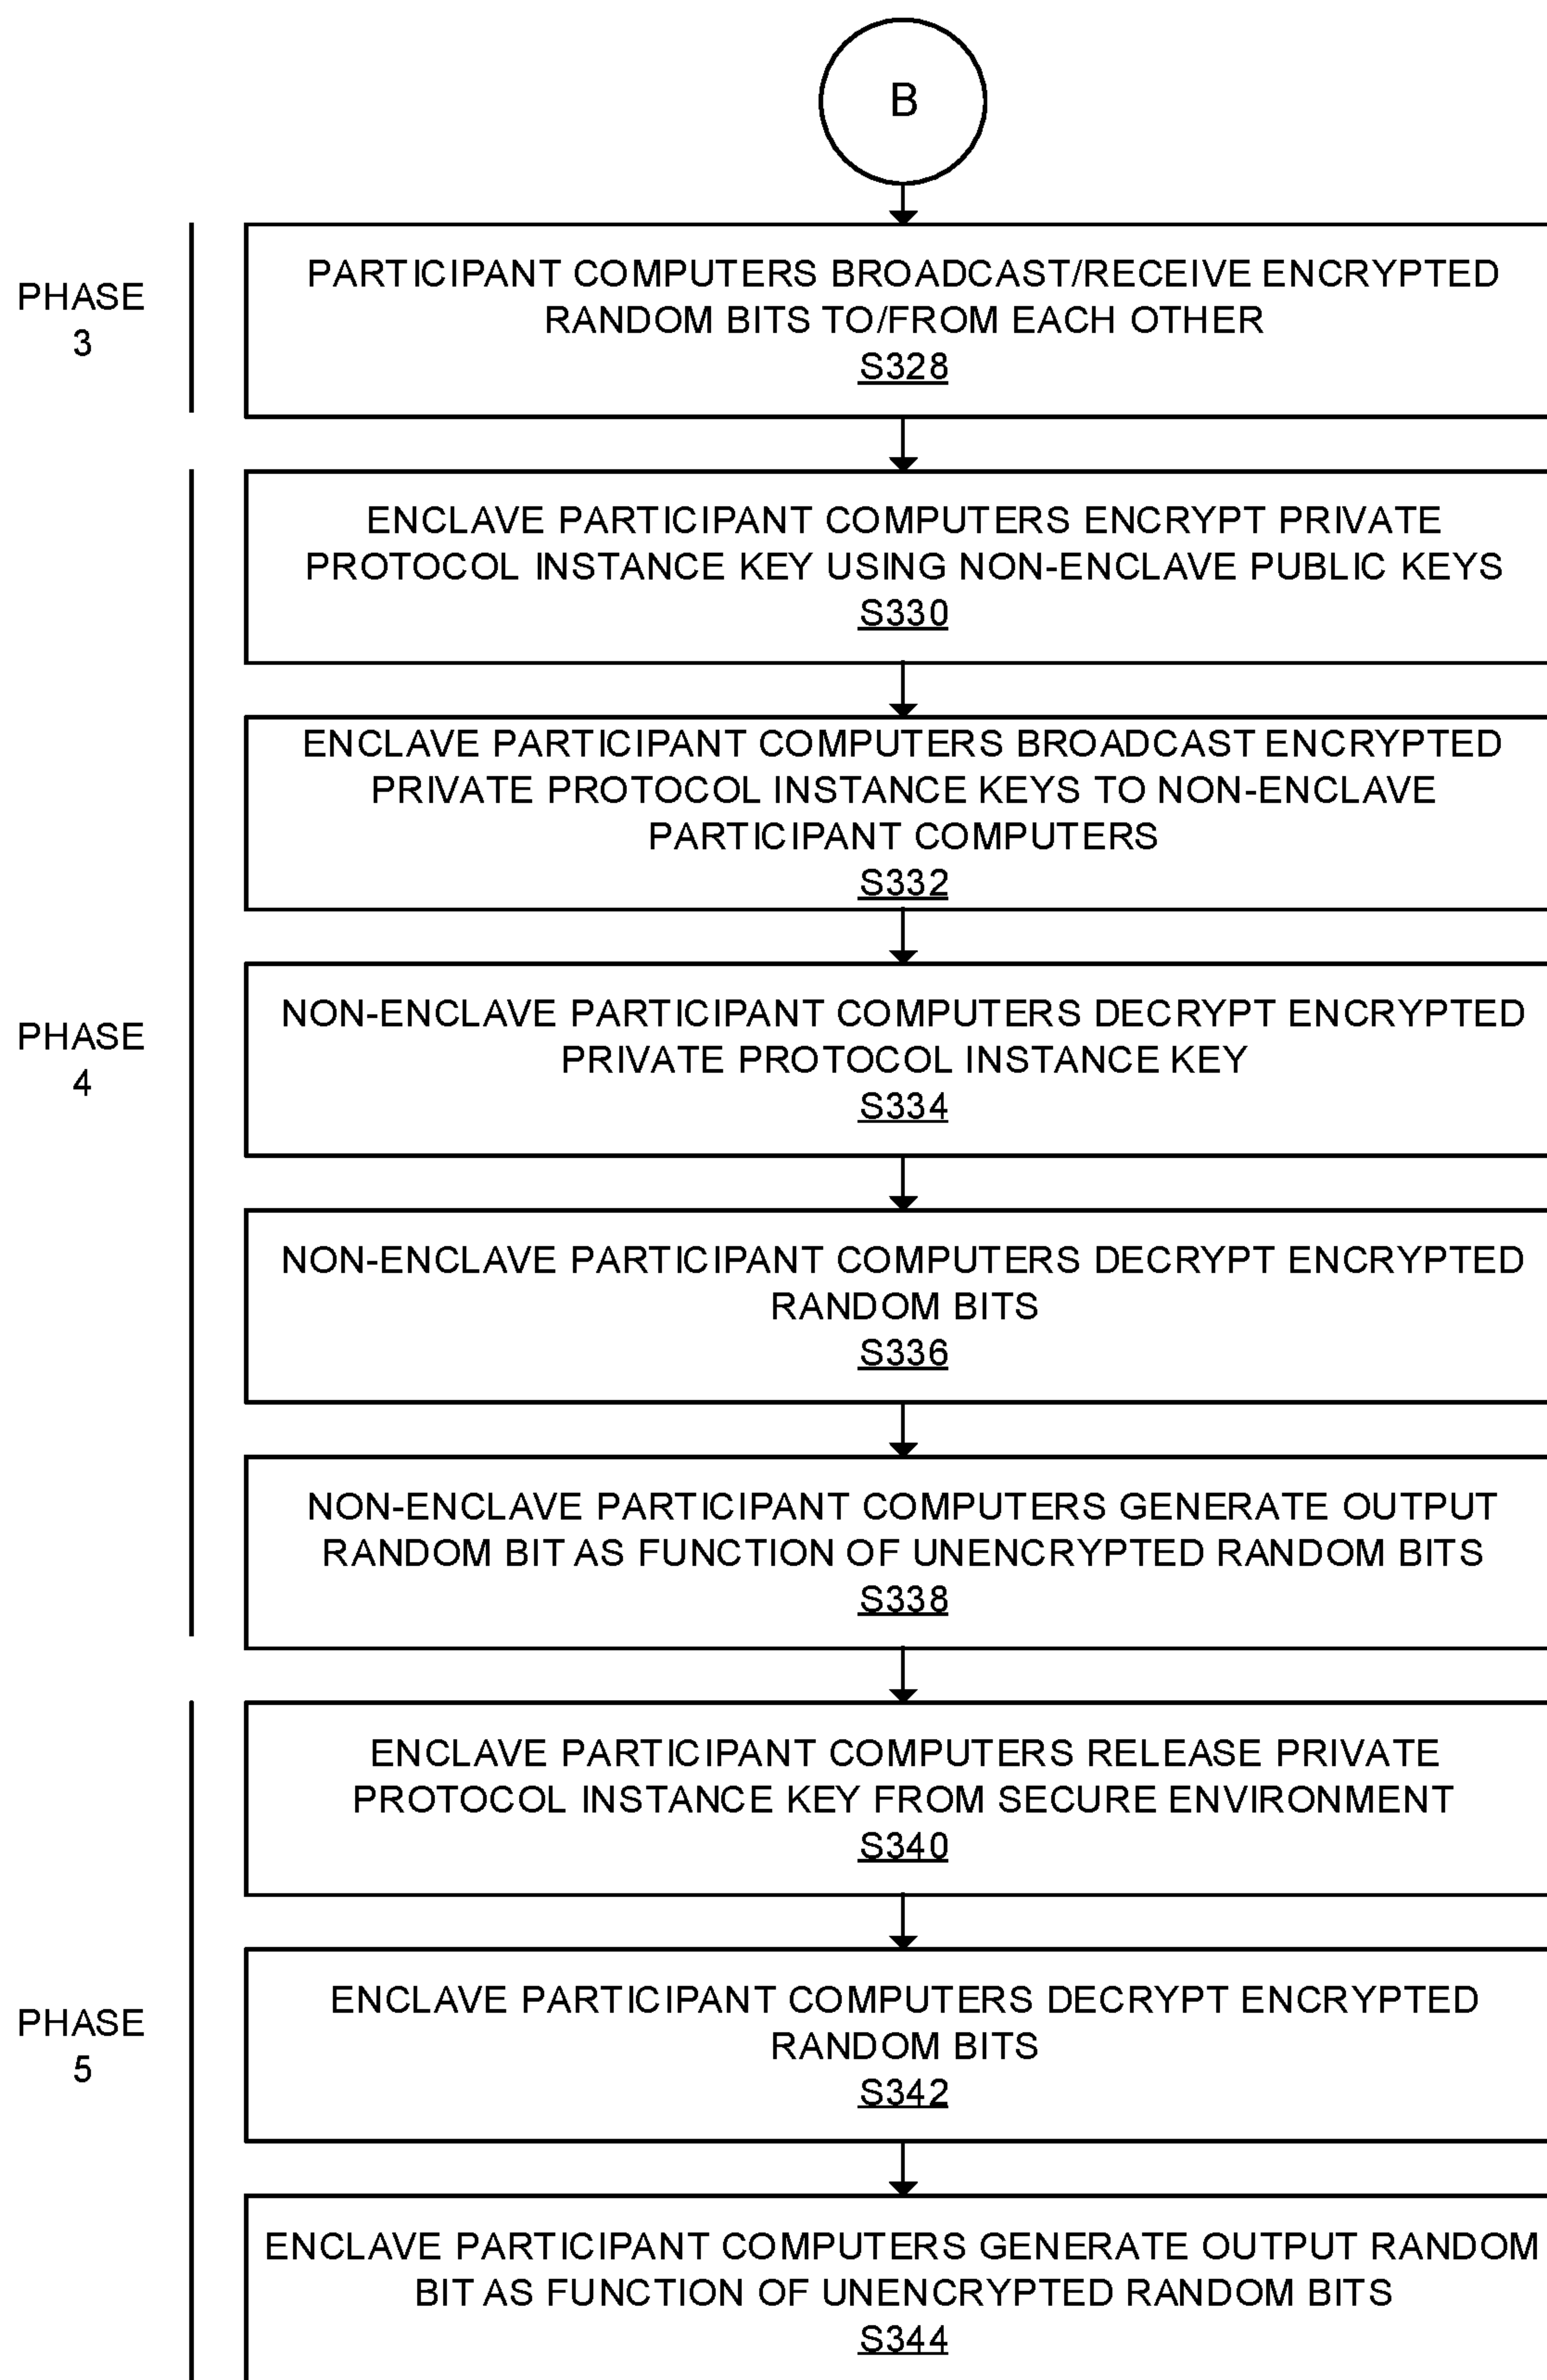 B
PHASE
3
PARTICIPANT COMPUTERS BROADCAST/RECEIVE ENCRYPTED
RANDOM BITS TO/FROM EACH OTHER
S328
ENCLAVE PARTICIPANT COMPUTERS ENCRYPT PRIVATE
PROTOCOL INSTANCE KEY USING NON-ENCLAVE PUBLIC KEYS
S330
ENCLAVE PARTICIPANT COMPUTERS BROADCAST ENCRYPTED
PRIVATE PROTOCOL INSTANCE KEYS TO NON-ENCLAVE
PARTICIPANT COMPUTERS
S332
PHASE
4
NON-ENCLAVE PARTICIPANT COMPUTERS DECRYPT ENCRYPTED
PRIVATE PROTOCOL INSTANCE KEY
S334
NON-ENCLAVE PARTICIPANT COMPUTERS DECRYPT ENCRYPTED
RANDOM BITS
S336
NON-ENCLAVE PARTICIPANT COMPUTERS GENERATE OUTPUT
RANDOM BIT AS FUNCTION OF UNENCRYPTED RANDOM BITS
S338
ENCLAVE PARTICIPANT COMPUTERS RELEASE PRIVATE
PROTOCOL INSTANCE KEY FROM SECURE ENVIRONMENT
S340
PHASE
5
ENCLAVE PARTICIPANT COMPUTERS DECRYPT ENCRYPTED
RANDOM BITS
S342
ENCLAVE PARTICIPANT COMPUTERS GENERATE OUTPUT RANDOM
BIT AS FUNCTION OF UNENCRYPTED RANDOM BITS
S344